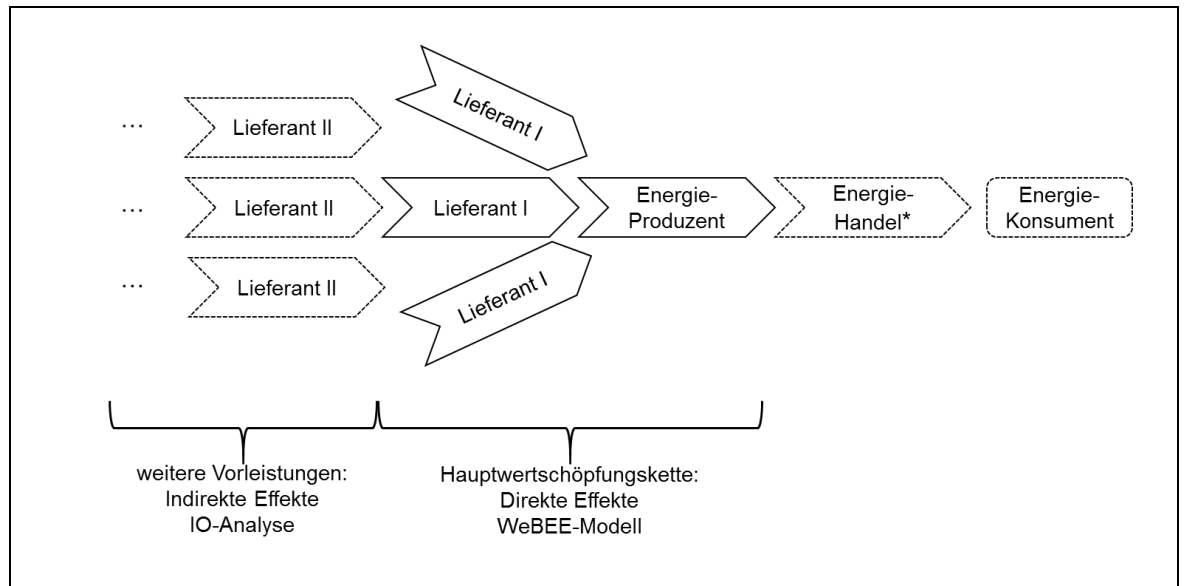 Lieferant I
… Lieferant II
… Lieferant II
Lieferant I
Energie-
Produzent
Energie-
Handel*
Energie-
Konsument
… Lieferant II
Lieferant I
weitere Vorleistungen:
Indirekte Effekte
IO-Analyse
Hauptwertschöpfungskette:
Direkte Effekte
WeBEE-Modell